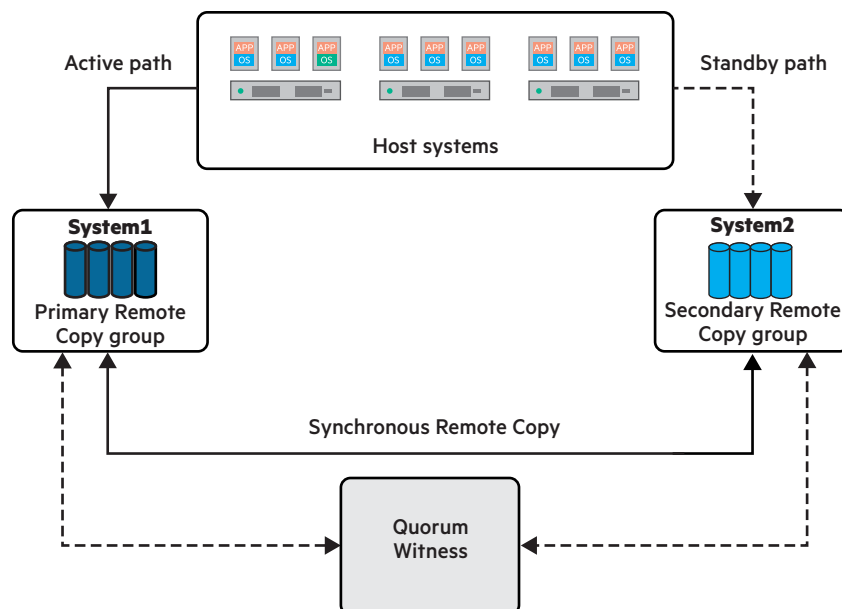 Active path
Standby path
APP APP APP APP APP APP APP APP APP
OS OS OS OS OS OS OS OS OS
Host systems
System1
Primary Remote
Copy group
System2
Secondary Remote
Copy group
Synchronous Remote Copy
Quorum
Witness